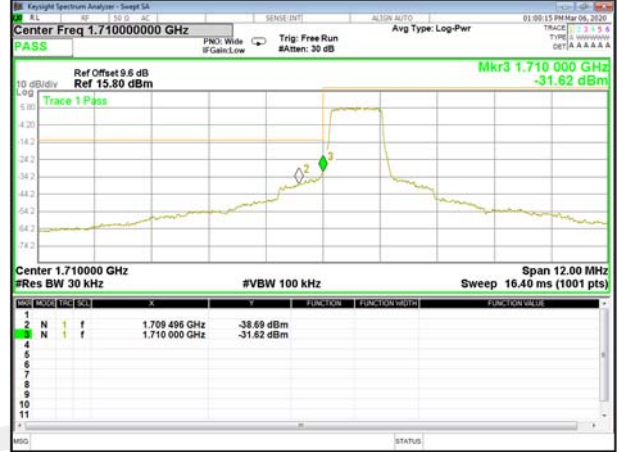 Keysight Spectrum Analyzer - Swept SA
RL RF 50 Ω AC SENSE:INT ALIGN AUTO 01:00:15 PM Mar 06, 2020
Center Freq 1.710000000 GHz
PASS
PNO: Wide
IFGain:Low
Trig: Free Run
#Atten: 30 dB
Avg Type: Log-Pwr
TRACE 1 2 3 4 5 6
TYPE A WWWWW
DET A A A A A A
Ref Offset 9.6 dB
10 dB/div Ref 15.80 dBm
Log
Mkr3 1.710 000 GHz
-31.62 dBm
Trace 1 Pass
5.80
-4.20
-14.2
-24.2
-34.2
-44.2
-54.2
-64.2
-74.2
2
3
Center 1.710000 GHz Span 12.00 MHz
#Res BW 30 kHz #VBW 100 kHz Sweep 16.40 ms (1001 pts)
MKR MODE TRC SCL X Y FUNCTION FUNCTION WIDTH FUNCTION VALUE
1
2 N 1 f 1.709 496 GHz -38.69 dBm
3 N 1 f 1.710 000 GHz -31.62 dBm
4
5
6
7
8
9
10
11
MSG STATUS